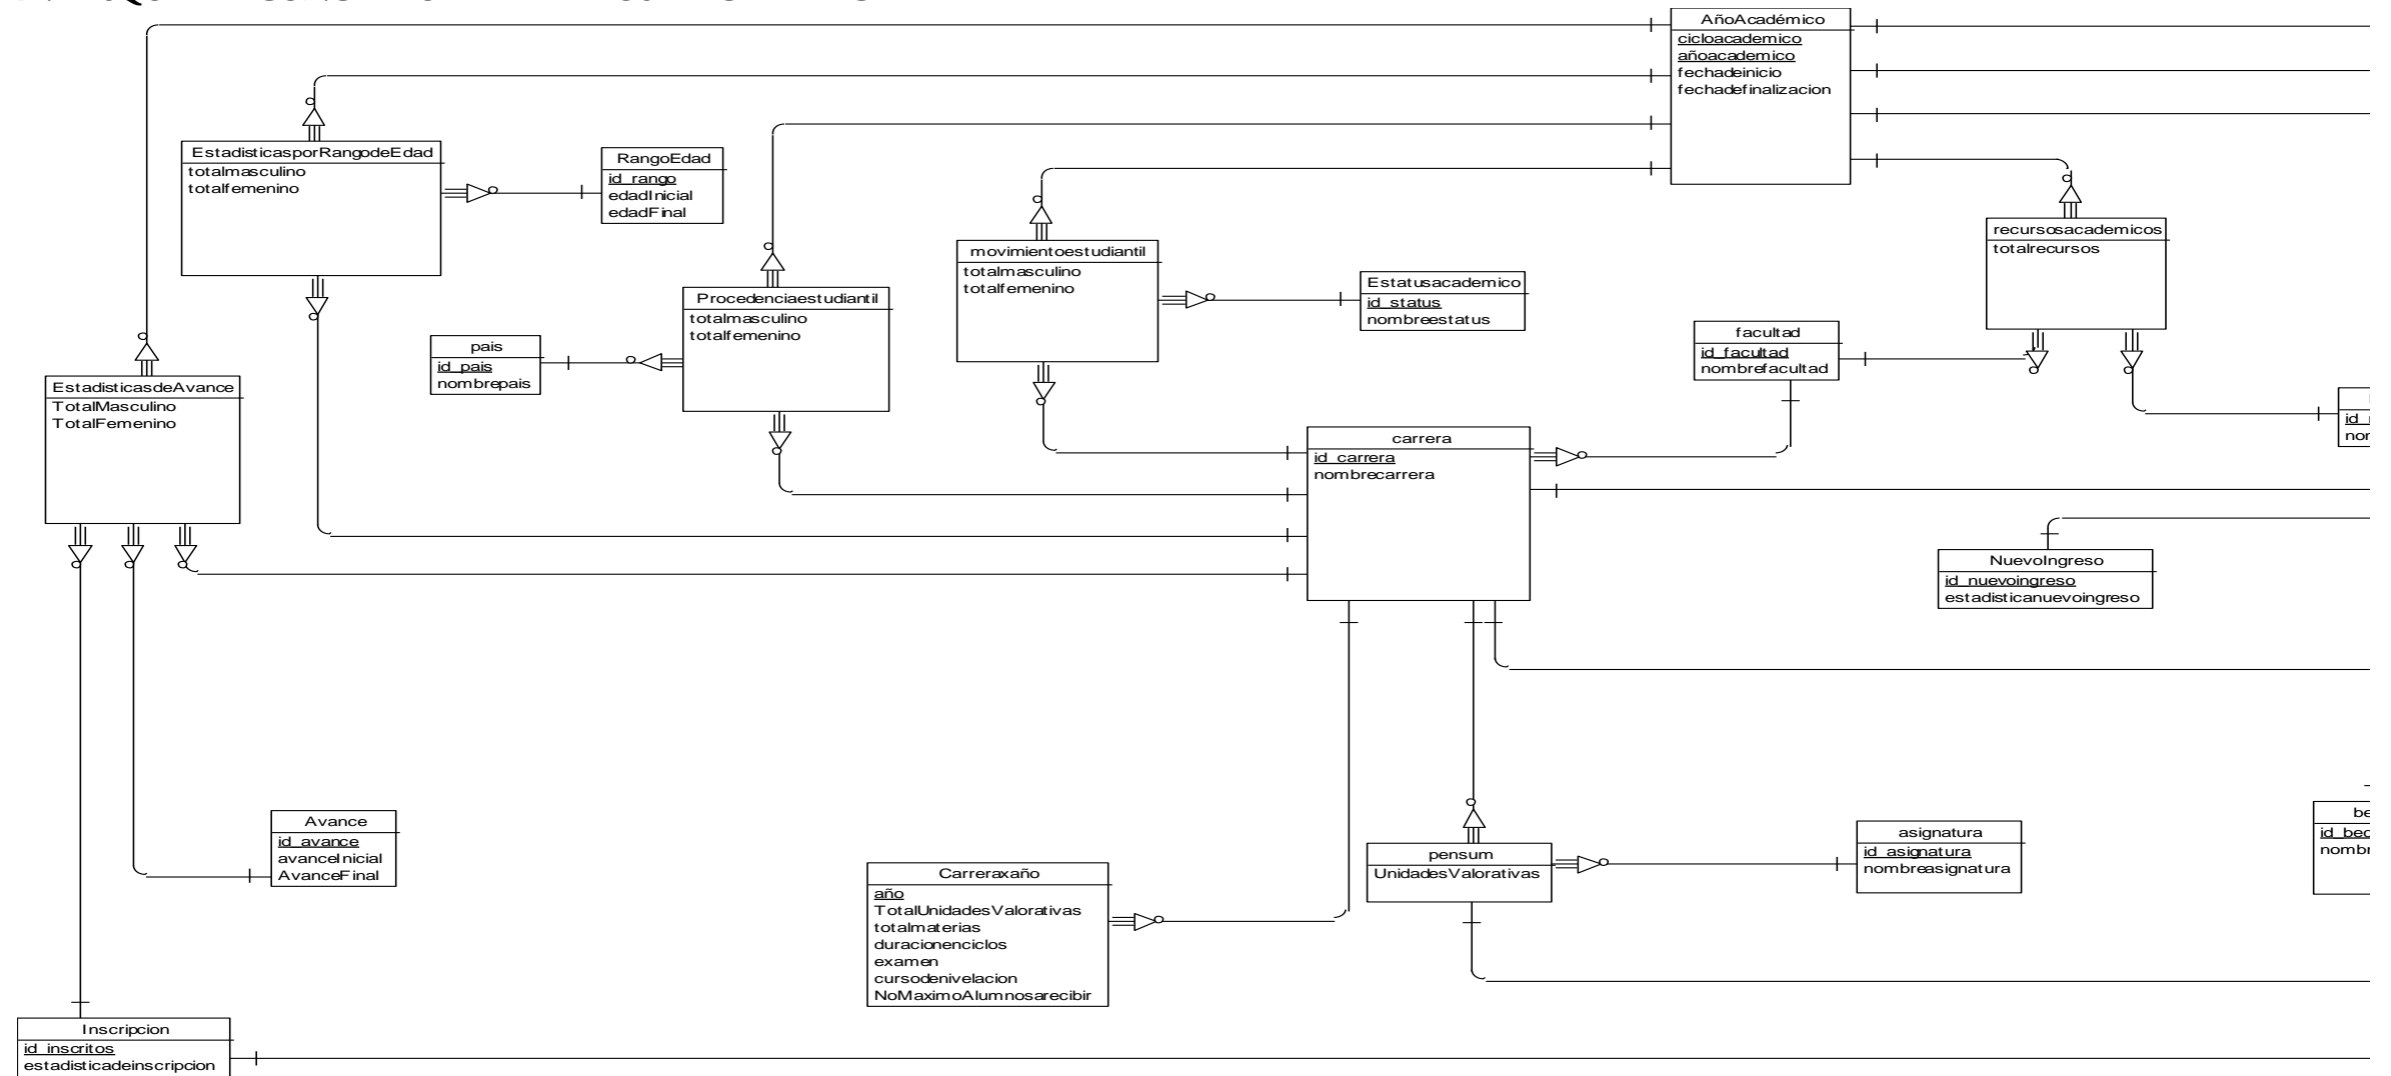 AñoAcadémico
cicloacademico
añoacademico
fechadeinicio
fechadefinalizacion
EstadisticasporRangodeEdad
totalmasculino
totalfemenino
RangoEdad
id_rango
edadInicial
edadFinal
movimientoestudiantil
totalmasculino
totalfemenino
recursosacademicos
totalrecursos
Estatusacademico
id_status
nombreestatus
Procedenciaestudiantil
totalmasculino
totalfemenino
pais
id_pais
nombrepais
facultad
id_facultad
nombrefacultad
EstadisticasdeAvance
TotalMasculino
TotalFemenino
carrera
id_carrera
nombrecarrera
NuevoIngreso
id_nuevoingreso
estadisticanuevoingreso
Avance
id_avance
avanceInicial
AvanceFinal
Carreraxaño
año
TotalUnidadesValorativas
totalmaterias
duracionenciclos
examen
cursodenivelacion
NoMaximoAlumnosarecibir
pensum
UnidadesValorativas
asignatura
id_asignatura
nombreasignatura
Inscripcion
id_inscritos
estadisticadeinscripcion